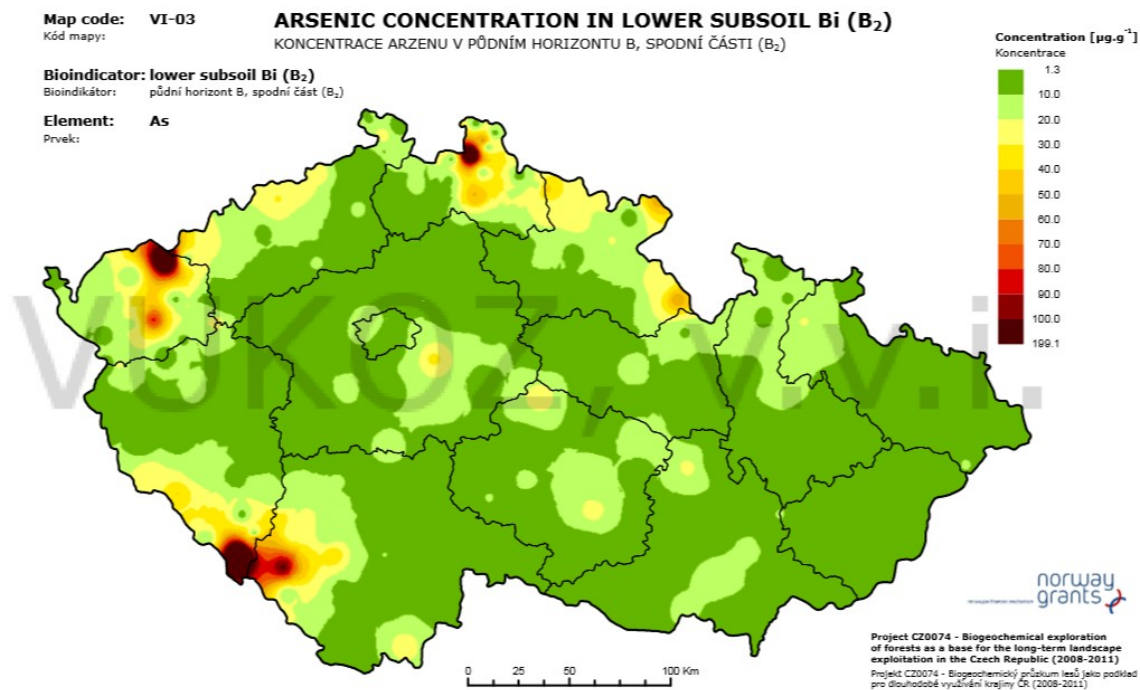 Map code: VI-03
Kód mapy:
ARSENIC CONCENTRATION IN LOWER SUBSOIL Bi (B₂)
KONCENTRACE ARZENU V PŮDNÍM HORIZONTU B, SPODNÍ ČÁSTI (B₂)
Bioindicator: lower subsoil Bi (B₂)
Bioindikátor: půdní horizont B, spodní část (B₂)
Element: As
Prvek:
Concentration [µg.g⁻¹]
Koncentrace
1.3
10.0
20.0
30.0
40.0
50.0
60.0
70.0
80.0
90.0
100.0
199.1
VÚKOZ, v.v.i.
norway
grants
0 50 100 Km
Project CZ0074 - Biogeochemical exploration
of forests as a base for the long-term landscape
exploitation in the Czech Republic (2008-2011)
Projekt CZ0074 - Biogeochemický průzkum lesů jako podklad
pro dlouhodobé využívání krajiny ČR (2008-2011)